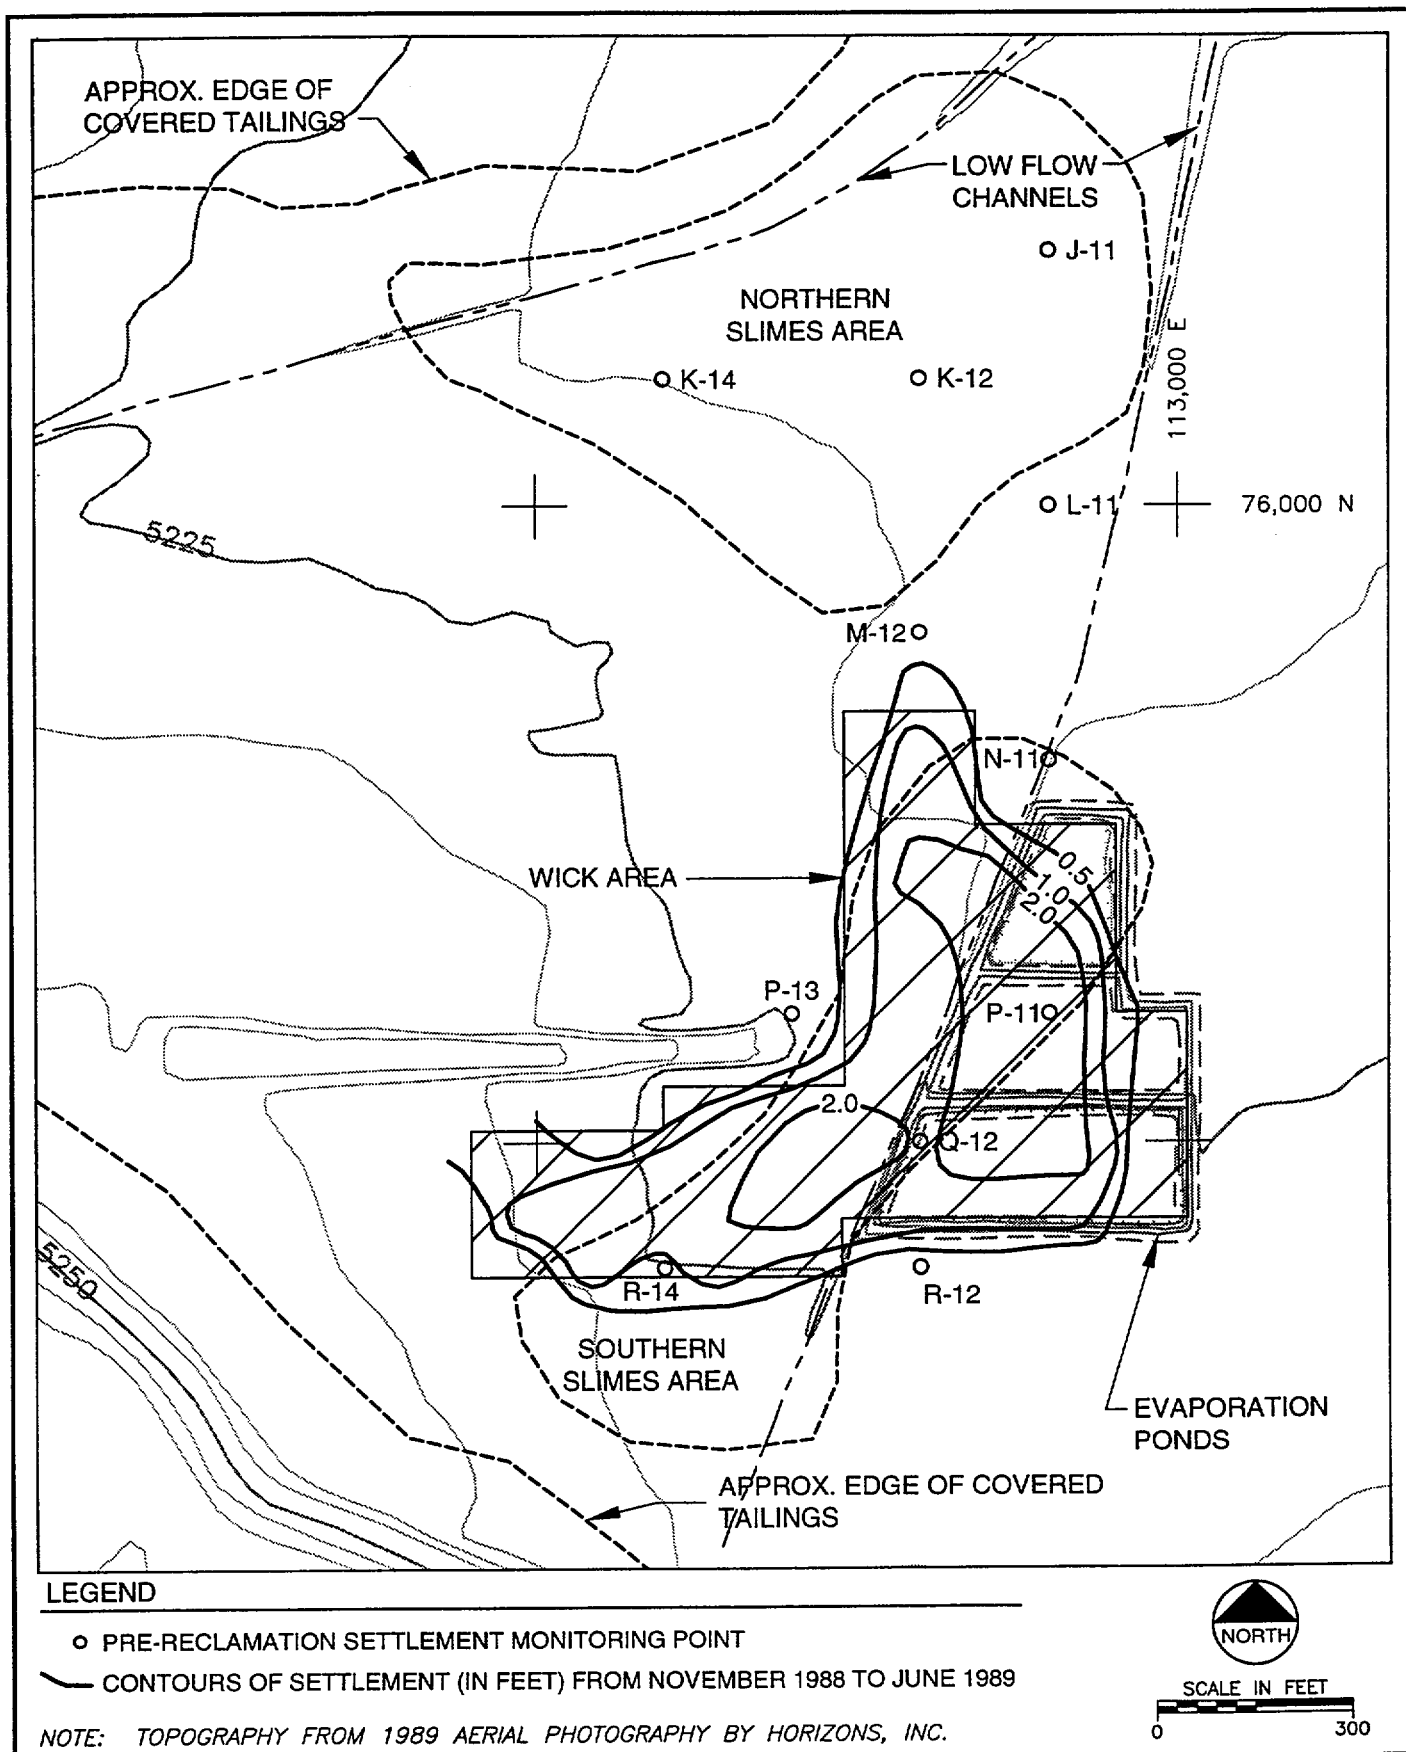 APPROX. EDGE OF
COVERED TAILINGS
LOW FLOW
CHANNELS
J-11
NORTHERN
SLIMES AREA
K-14
K-12
113,000 E
L-11
76,000 N
5225
M-12
N-11
WICK AREA
0.5
1.0
2.0
P-13
P-11
2.0
Q-12
5250
R-14
R-12
SOUTHERN
SLIMES AREA
EVAPORATION
PONDS
APPROX. EDGE OF COVERED
TAILINGS
LEGEND
PRE-RECLAMATION SETTLEMENT MONITORING POINT
CONTOURS OF SETTLEMENT (IN FEET) FROM NOVEMBER 1988 TO JUNE 1989
NOTE: TOPOGRAPHY FROM 1989 AERIAL PHOTOGRAPHY BY HORIZONS, INC.
NORTH
SCALE IN FEET
0 300